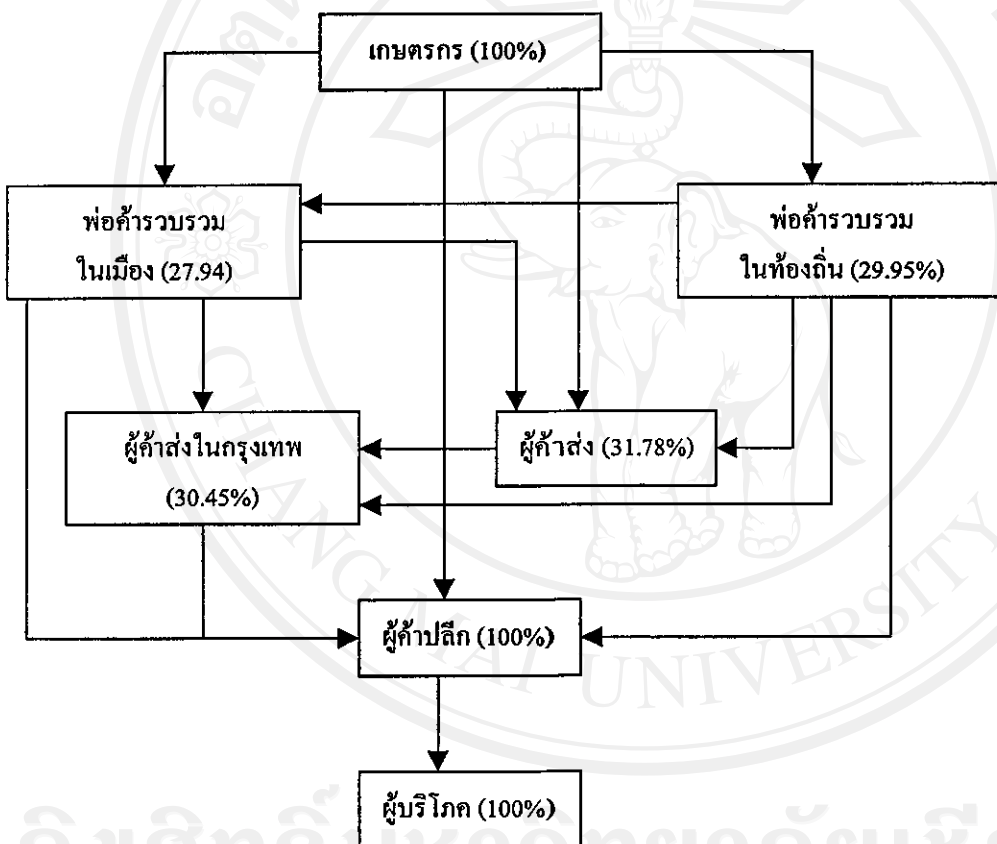 เกษตรกร (100%)
พ่อค้ารวบรวม
ในเมือง (27.94)
พ่อค้ารวบรวม
ในท้องถิ่น (29.95%)
ผู้ค้าส่งในกรุงเทพ
(30.45%)
ผู้ค้าส่ง (31.78%)
ผู้ค้าปลีก (100%)
ผู้บริโภค (100%)
CHIANG MAI UNIVERSITY